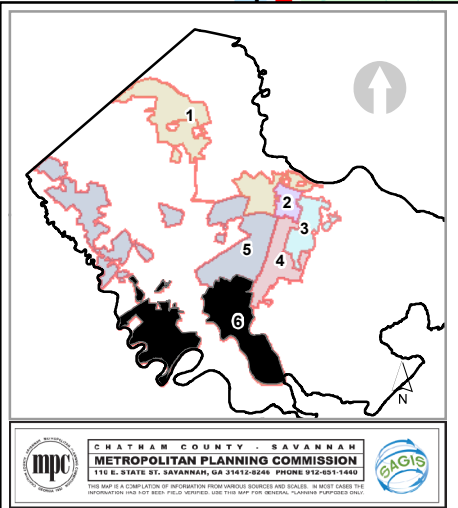 1
2
3
4
5
6
N
CHATHAM COUNTY - SAVANNAH
METROPOLITAN PLANNING COMMISSION
110 E. STATE ST. SAVANNAH, GA 31412-8246 PHONE 912-651-1440
THIS MAP IS A COMPILATION OF INFORMATION FROM VARIOUS SOURCES AND SCALES. IN MOST CASES THE
INFORMATION HAS NOT BEEN FIELD VERIFIED. USE THIS MAP FOR GENERAL PLANNING PURPOSES ONLY.
mpc
SAGIS